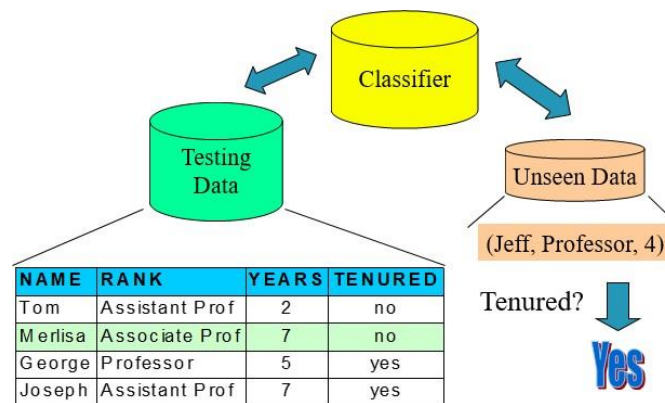 Classifier
Testing
Data
Unseen Data
(Jeff, Professor, 4)
NAME RANK YEARS TENURED
Tom Assistant Prof 2 no
Merlisa Associate Prof 7 no
George Professor 5 yes
Joseph Assistant Prof 7 yes
Tenured?
Yes